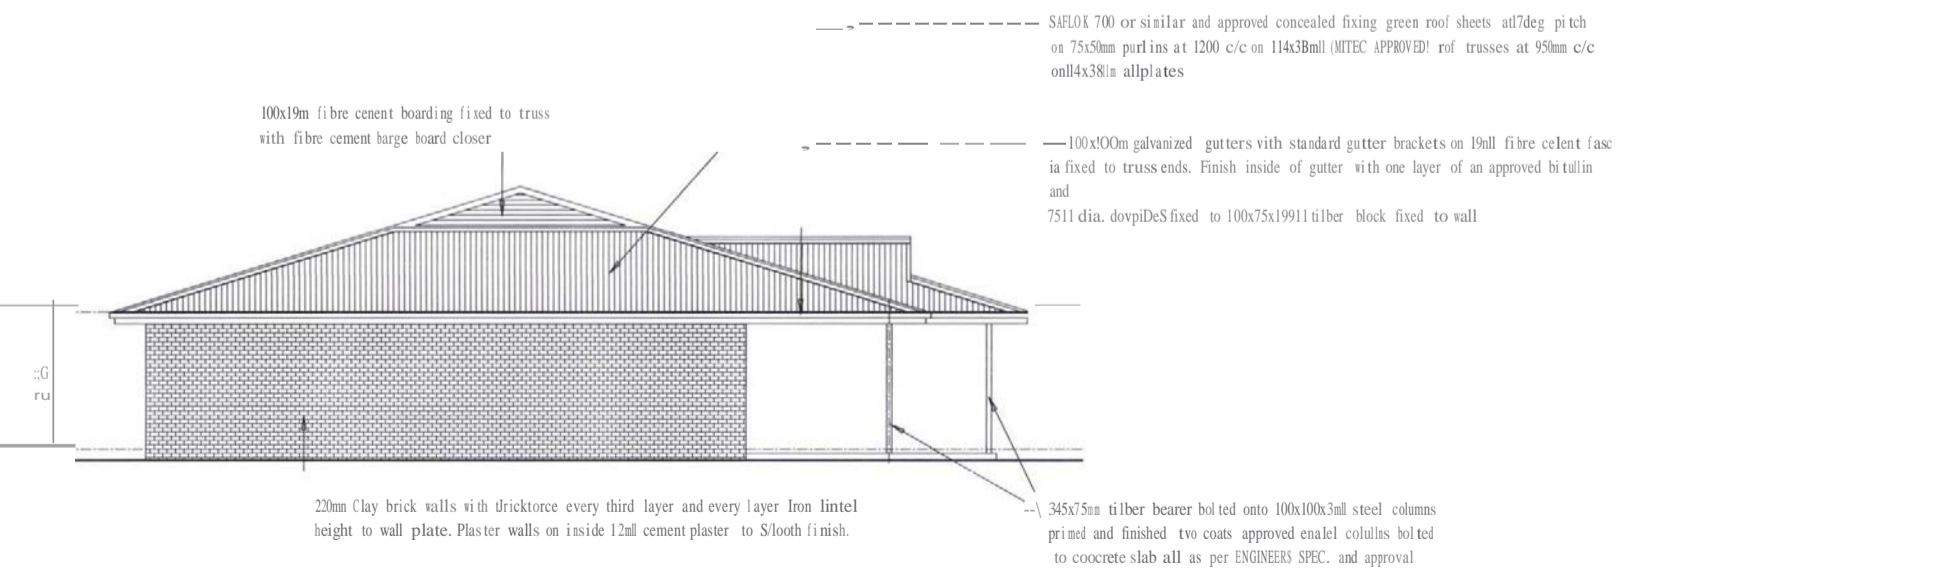 SAFLOK 700 or similar and approved concealed fixing green roof sheets atl7deg pitch
on 75x50mm purlins at 1200 c/c on 114x3Bmll (MITEC APPROVED! rof trusses at 950mm c/c
onll4x38llm allplates
100x19m fibre cenent boarding fixed to truss
with fibre cement barge board closer
100x!OOm galvanized gutters vith standard gutter brackets on 19nll fibre celent fasc
ia fixed to truss ends. Finish inside of gutter with one layer of an approved bitullin
and
7511 dia. dovpiDeS fixed to 100x75x19911 tilber block fixed to wall
:;G
ru
220mn Clay brick walls with tJricktorce every third layer and every layer Iron lintel
height to wall plate. Plaster walls on inside 12mll cement plaster to S/looth finish.
--\ 345x75mm tilber bearer bolted onto 100x100x3mll steel columns
primed and finished tvo coats approved enalel colullns bolted
to coocrete slab all as per ENGINEERS SPEC. and approval